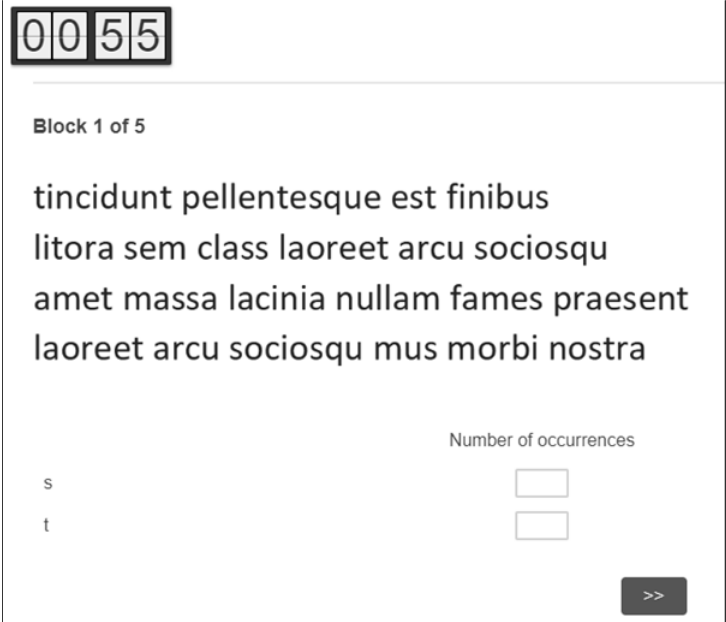 0055
Block 1 of 5
tincidunt pellentesque est finibus
litora sem class laoreet arcu sociosqu
amet massa lacinia nullam fames praesent
laoreet arcu sociosqu mus morbi nostra
Number of occurrences
s
t
>>